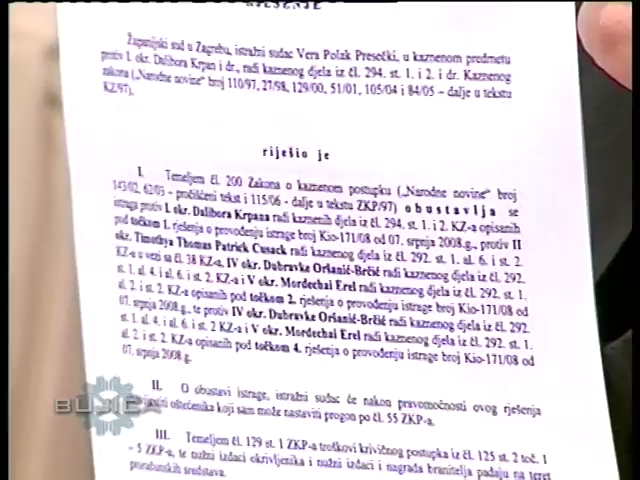 RJEŠENJE
Županijski sud u Zagrebu, istražni sudac Vera Polak Presečki, u kaznenom predmetu
protiv I. okr. Dalibora Krpan i dr., radi kaznenog djela iz čl. 294. st. 1. i 2. i dr. Kaznenog
zakona („Narodne novine“ broj 110/97, 27/98, 129/00, 51/01, 105/04 i 84/05 – dalje u tekstu
KZ/97),
riješio je
I. Temeljem čl. 200 Zakona o kaznenom postupku („Narodne novine“ broj
143/02, 62/03 – pročišćeni tekst i 115/06 - dalje u tekstu ZKP/97) obustavlja se
istraga protiv I. okr. Dalibora Krpana radi kaznenih djela iz čl. 294. st. 1. i 2. KZ-a opisanih
pod točkom 1. rješenja o provođenju istrage broj Kio-171/08 od 07. srpnja 2008.g., protiv II
okr. Timothya Thomas Patrick Cusack radi kaznenog djela iz čl. 292. st. 1. al. 6. i st. 2.
KZ-a u vezi sa čl. 38 KZ-a, IV okr. Dubravke Oršanić-Brčić radi kaznenog djela iz čl. 292.
st. 1. al. 4. i al. 6. i st. 2. KZ-a i V okr. Mordechai Erel radi kaznenog djela iz čl. 292. st. 1.
al. 2. i st. 2. KZ-a opisanih pod točkom 2. rješenja o provođenju istrage broj Kio-171/08 od
07. srpnja 2008.g., te protiv IV okr. Dubravke Oršanić-Brčić radi kaznenog djela iz čl. 292.
st. 1. al. 4. i al. 6. i st. 2 KZ-a i V okr. Mordechai Erel radi kaznenog djela iz čl. 292. st. 1.
al. 2. i st. 2. KZ-a opisanih pod točkom 4. rješenja o provođenju istrage broj Kio-171/08 od
07. srpnja 2008 g.
II. O obustavi istrage, istražni sudac će nakon pravomoćnosti ovog rješenja
oštećenika koji sam može nastaviti progon po čl. 55 ZKP-a.
III. Temeljem čl. 129 st. 1 ZKP-a troškovi krivičnog postupka iz čl. 125 st. 2 toč. 1
– 5 ZKP-a, te nužni izdaci okrivljenika i nužni izdaci i nagrada branitelja padaju na teret
proračunskih sredstava.
BUJICA